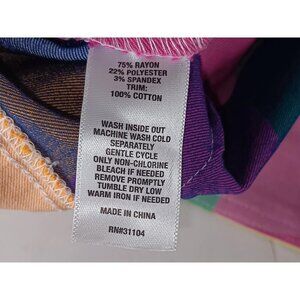 75% RAYON
22% POLYESTER
3% SPANDEX
TRIM:
100% COTTON
WASH INSIDE OUT
MACHINE WASH COLD
SEPARATELY
GENTLE CYCLE
ONLY NON-CHLORINE
BLEACH IF NEEDED
REMOVE PROMPTLY
TUMBLE DRY LOW
WARM IRON IF NEEDED
MADE IN CHINA
RN#31104